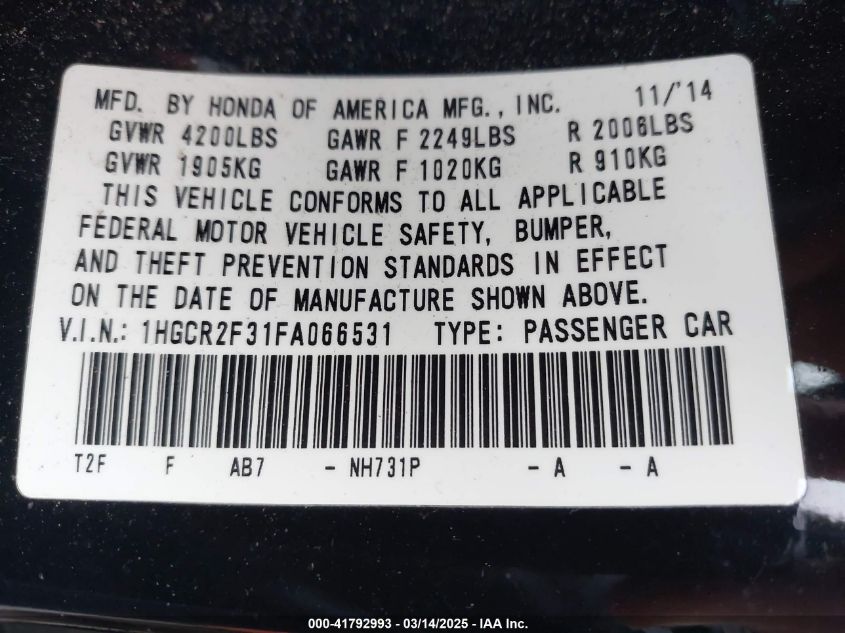 MFD. BY HONDA OF AMERICA MFG., INC. 11/'14
GVWR 4200LBS GAWR F 2249LBS R 2006LBS
GVWR 1905KG GAWR F 1020KG R 910KG
THIS VEHICLE CONFORMS TO ALL APPLICABLE
FEDERAL MOTOR VEHICLE SAFETY, BUMPER,
AND THEFT PREVENTION STANDARDS IN EFFECT
ON THE DATE OF MANUFACTURE SHOWN ABOVE.
V.I.N.: 1HGCR2F31FA066531 TYPE: PASSENGER CAR
T2F F AB7 - NH731P - A - A
000-41792993 - 03/14/2025 - IAA Inc.